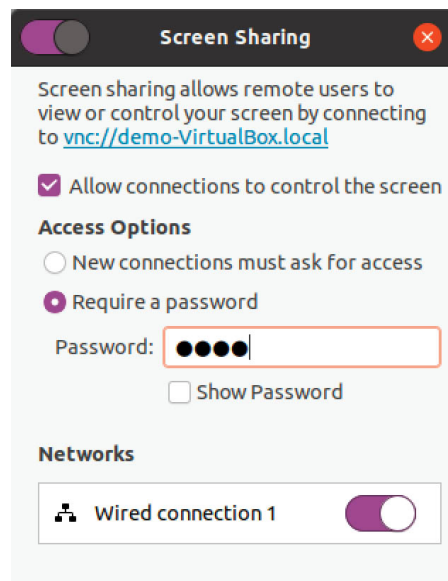 Screen Sharing
Screen sharing allows remote users to
view or control your screen by connecting
to vnc://demo-VirtualBox.local
Allow connections to control the screen
Access Options
New connections must ask for access
Require a password
Password: ●●●●
Show Password
Networks
Wired connection 1